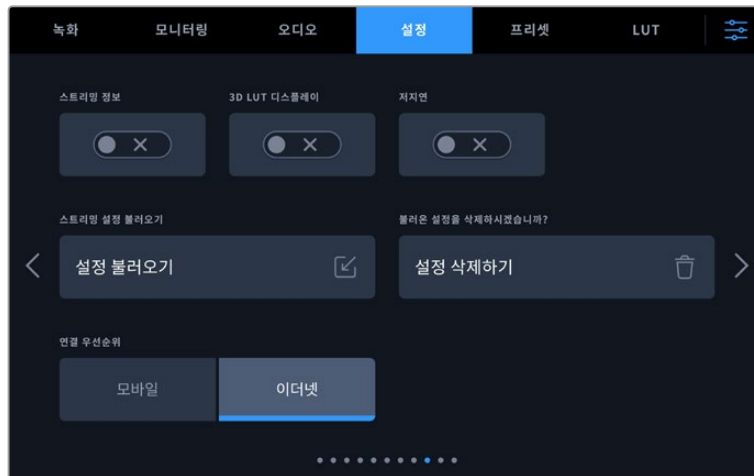 녹화 모니터링 오디오 설정 프리셋 LUT
스트리밍 정보 3D LUT 디스플레이 저지연
스트리밍 설정 불러오기 불러온 설정을 삭제하시겠습니까?
설정 불러오기 설정 삭제하기
연결 우선순위
모바일 이더넷